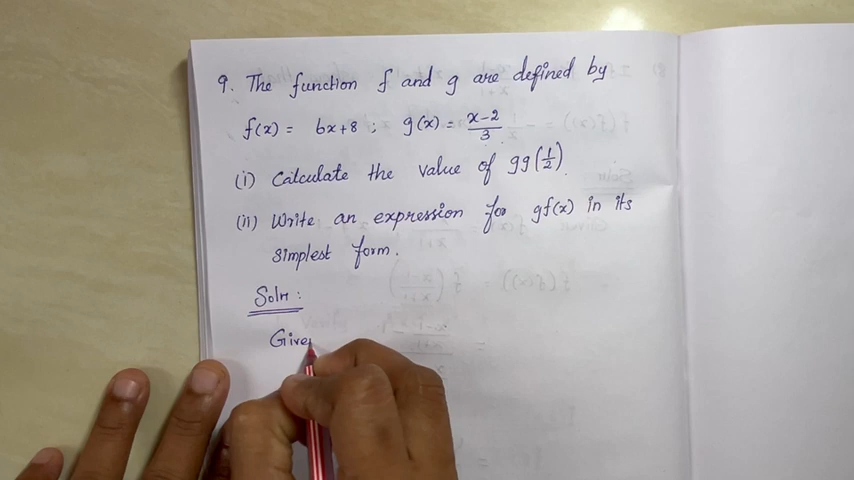 9. The function f and g are defined by
f(x) = 6x+8 ; g(x) = x-2/3
(i) Calculate the value of gg(1/2).
(ii) Write an expression for gf(x) in its
simplest form.
Soln:
Give